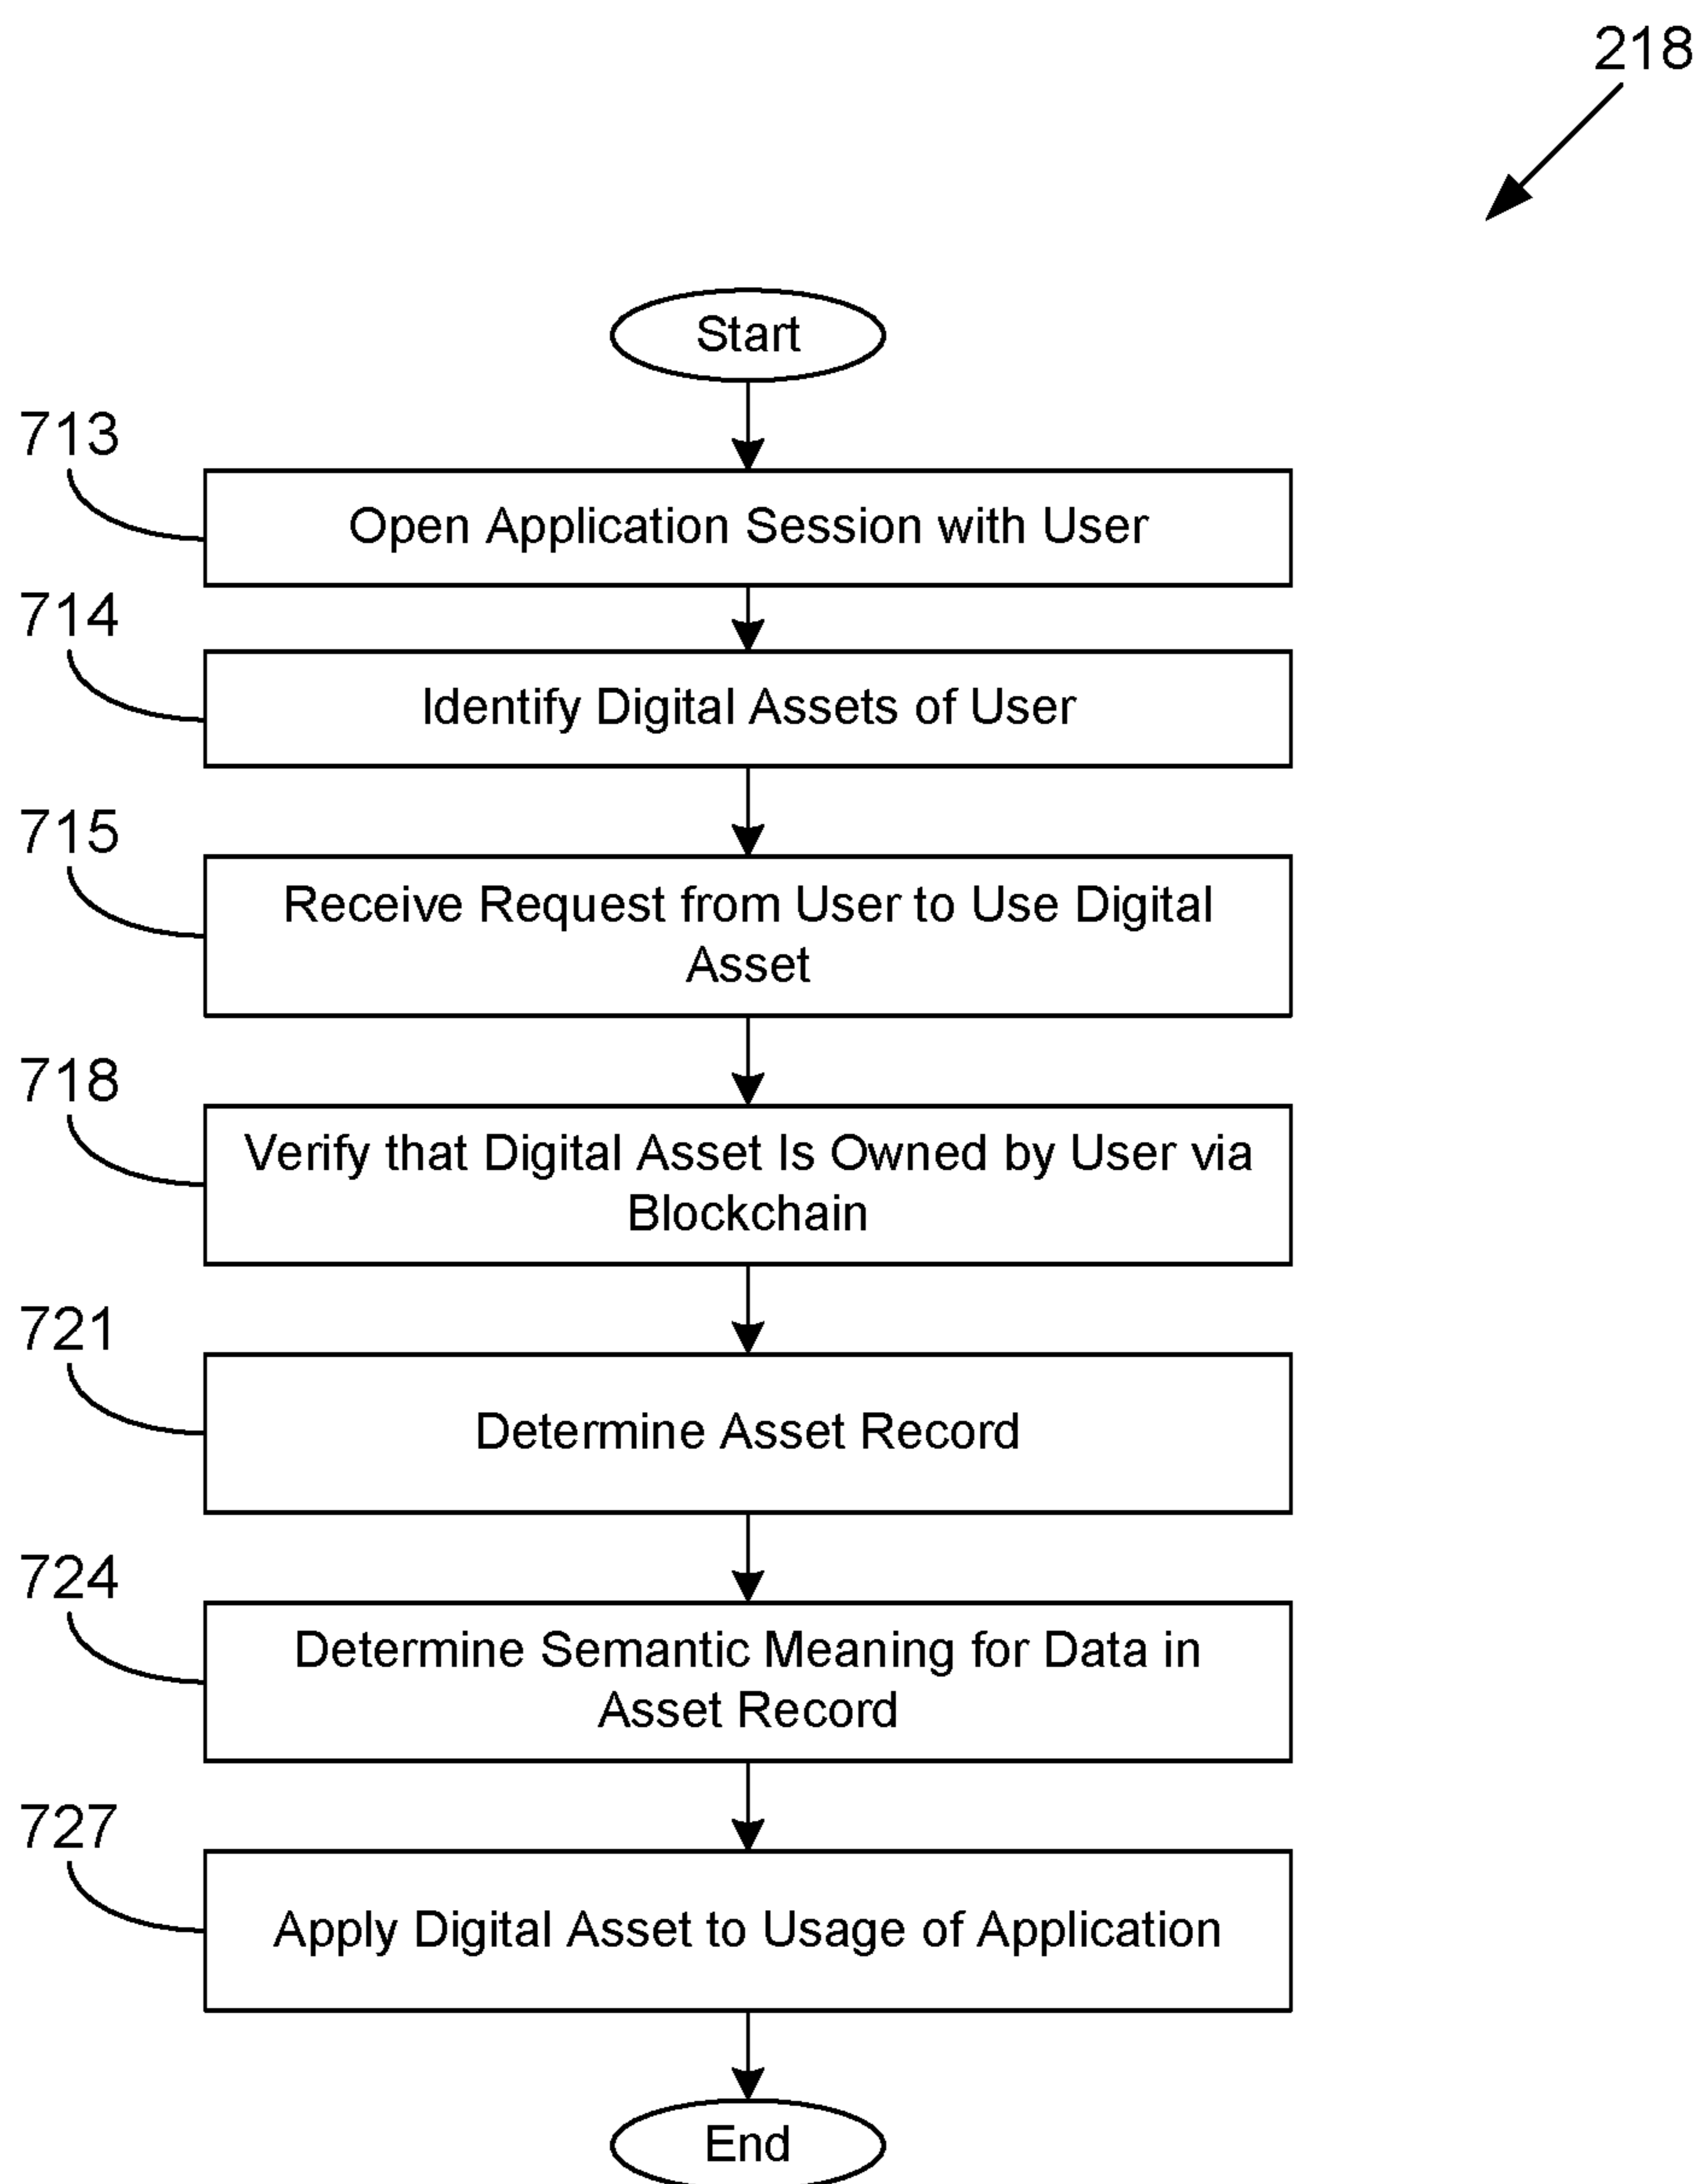 218
Start
713
Open Application Session with User
714
Identify Digital Assets of User
715
Receive Request from User to Use Digital
Asset
718
Verify that Digital Asset Is Owned by User via
Blockchain
721
Determine Asset Record
724
Determine Semantic Meaning for Data in
Asset Record
727
Apply Digital Asset to Usage of Application
End